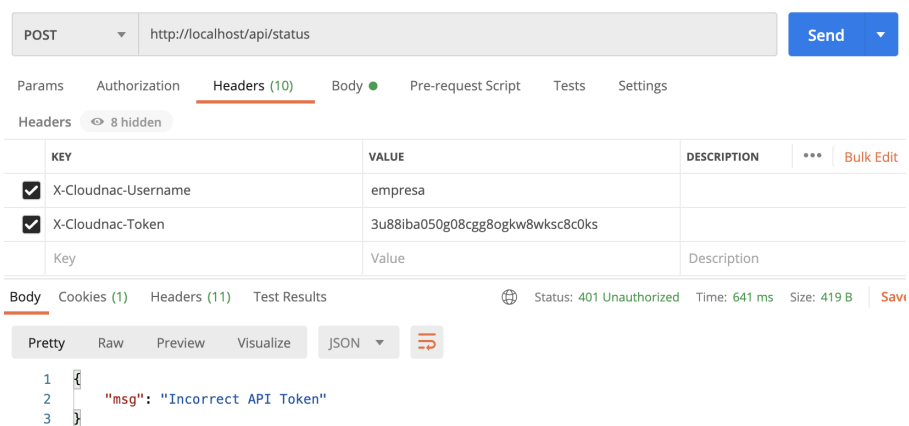 POST http://localhost/api/status Send
Params Authorization Headers (10) Body Pre-request Script Tests Settings
Headers 8 hidden
KEY VALUE DESCRIPTION ••• Bulk Edit
X-Cloudnac-Username empresa
X-Cloudnac-Token 3u88iba050g08cgg8ogkw8wksc8c0ks
Key Value Description
Body Cookies (1) Headers (11) Test Results Status: 401 Unauthorized Time: 641 ms Size: 419 B Save
Pretty Raw Preview Visualize JSON
1 {
2 "msg": "Incorrect API Token"
3 }